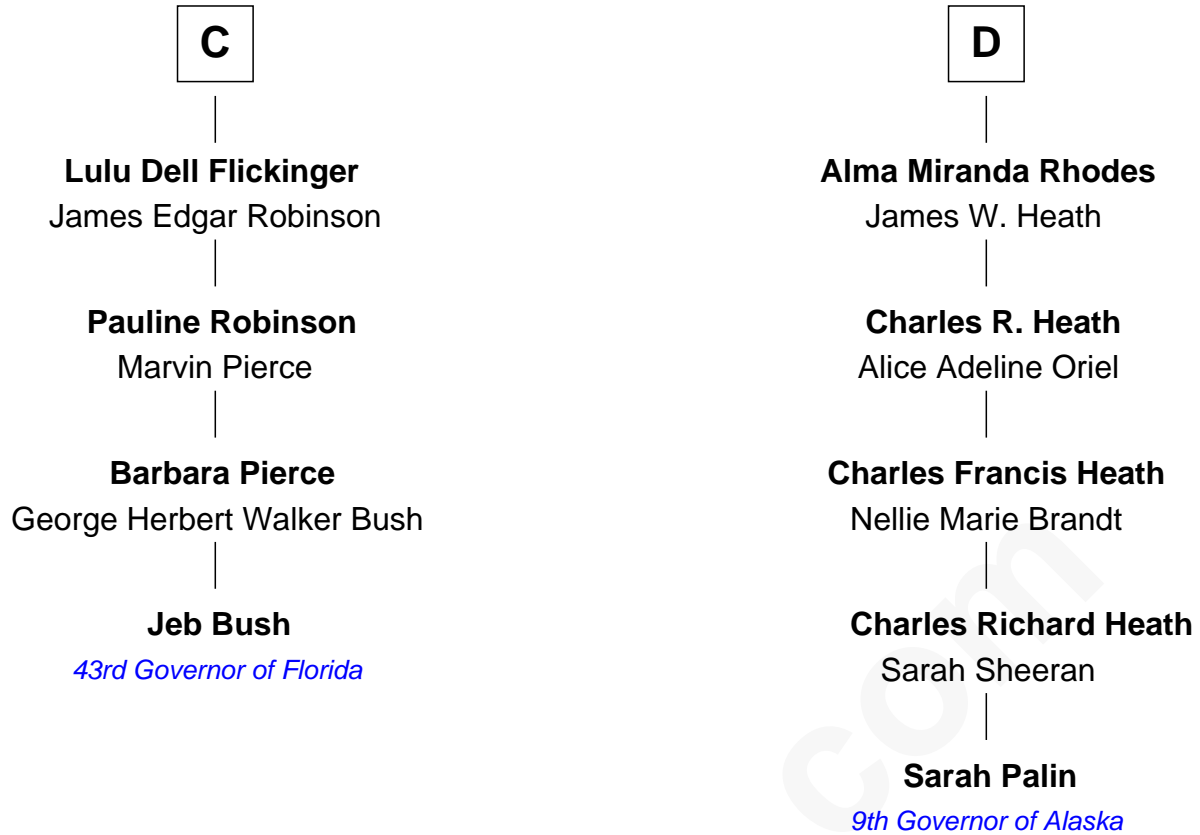 C
Lulu Dell Flickinger
James Edgar Robinson
Pauline Robinson
Marvin Pierce
Barbara Pierce
George Herbert Walker Bush
Jeb Bush
43rd Governor of Florida
D
Alma Miranda Rhodes
James W. Heath
Charles R. Heath
Alice Adeline Oriel
Charles Francis Heath
Nellie Marie Brandt
Charles Richard Heath
Sarah Sheeran
Sarah Palin
9th Governor of Alaska
com